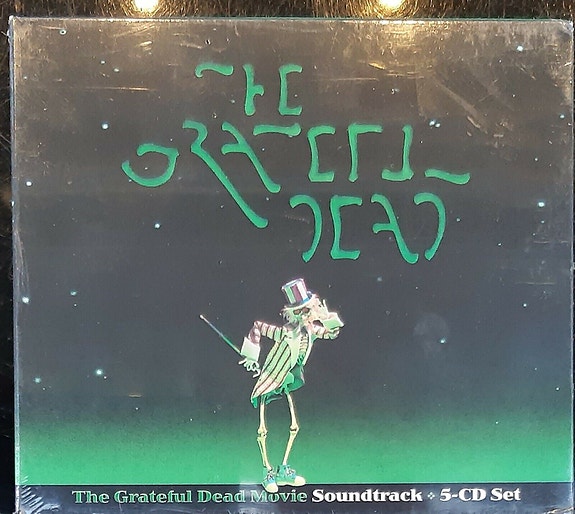 THE
GRATEFUL
DEAD
The Grateful Dead Movie Soundtrack ❖ 5-CD Set